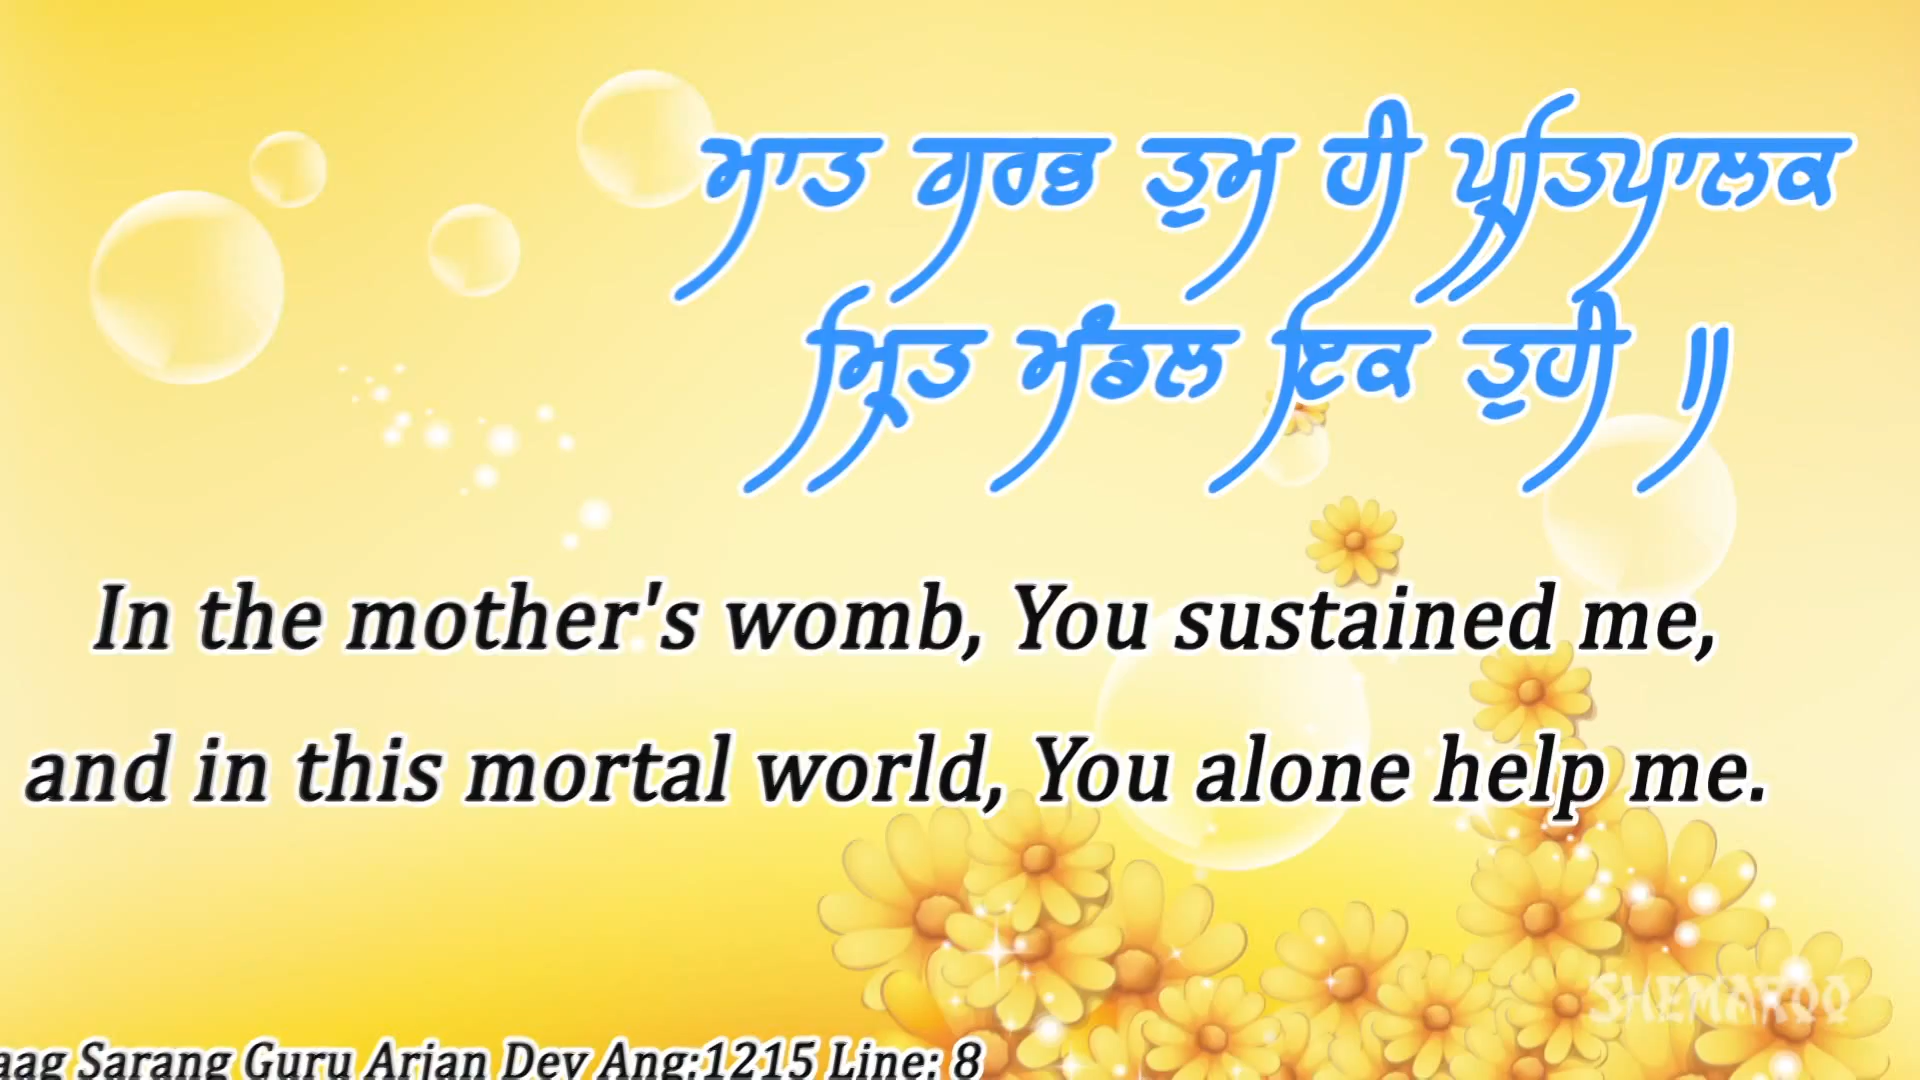 ਮਾਤ ਗਰਭ ਤੁਮ ਹੀ ਪ੍ਰਤਿਪਾਲਕ
ਮ੍ਰਿਤ ਮੰਡਲ ਇਕ ਤੁਹੀ ॥
In the mother's womb, You sustained me,
and in this mortal world, You alone help me.
aag Sarang Guru Arjan Dev Ang:1215 Line: 8
SHEMAROO